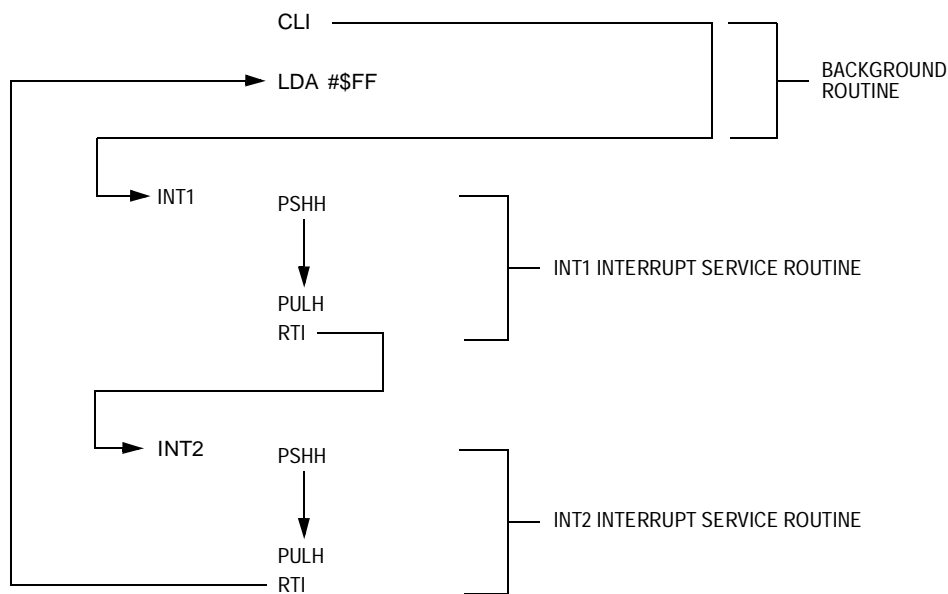 CLI
LDA #$FF
BACKGROUND
ROUTINE
INT1
PSHH
INT1 INTERRUPT SERVICE ROUTINE
PULH
RTI
INT2
PSHH
INT2 INTERRUPT SERVICE ROUTINE
PULH
RTI